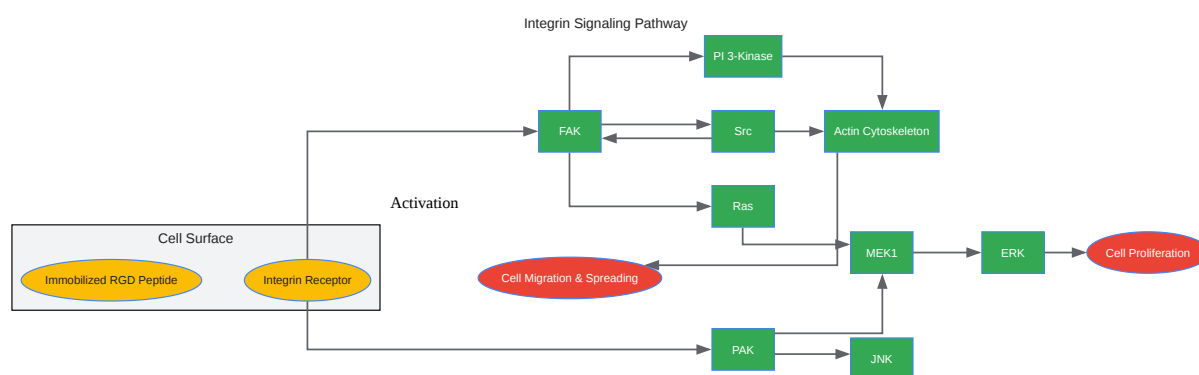 Integrin Signaling Pathway
PI 3-Kinase
FAK
Src
Actin Cytoskeleton
Activation
Ras
Cell Surface
MEK1
ERK
Cell Proliferation
Immobilized RGD Peptide
Integrin Receptor
Cell Migration & Spreading
PAK
JNK